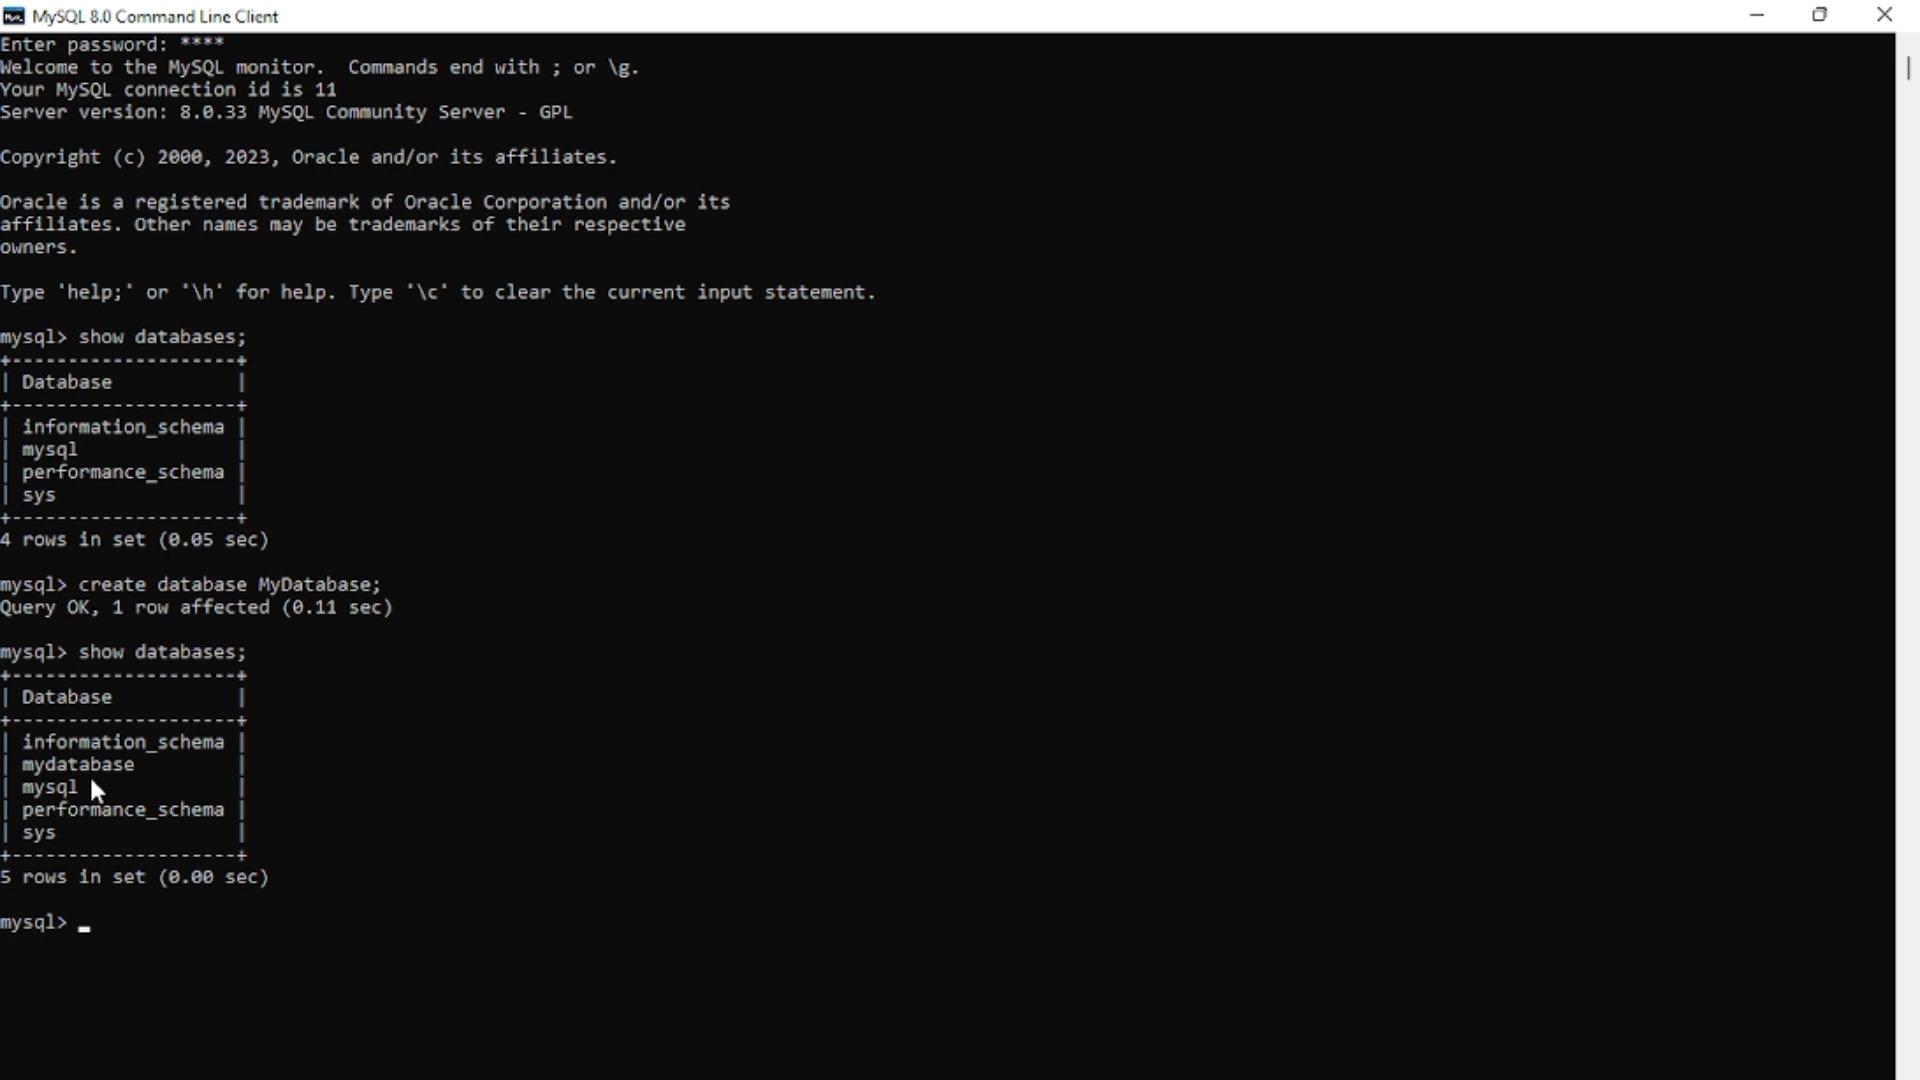 MySQL 8.0 Command Line Client
Enter password: ****
Welcome to the MySQL monitor.  Commands end with ; or \g.
Your MySQL connection id is 11
Server version: 8.0.33 MySQL Community Server - GPL
Copyright (c) 2000, 2023, Oracle and/or its affiliates.
Oracle is a registered trademark of Oracle Corporation and/or its
affiliates. Other names may be trademarks of their respective
owners.
Type 'help;' or '\h' for help. Type '\c' to clear the current input statement.
mysql> show databases;
+--------------------+
| Database           |
+--------------------+
| information_schema |
| mysql              |
| performance_schema |
| sys                |
+--------------------+
4 rows in set (0.05 sec)
mysql> create database MyDatabase;
Query OK, 1 row affected (0.11 sec)
mysql> show databases;
+--------------------+
| Database           |
+--------------------+
| information_schema |
| mydatabase         |
| mysql              |
| performance_schema |
| sys                |
+--------------------+
5 rows in set (0.00 sec)
mysql>